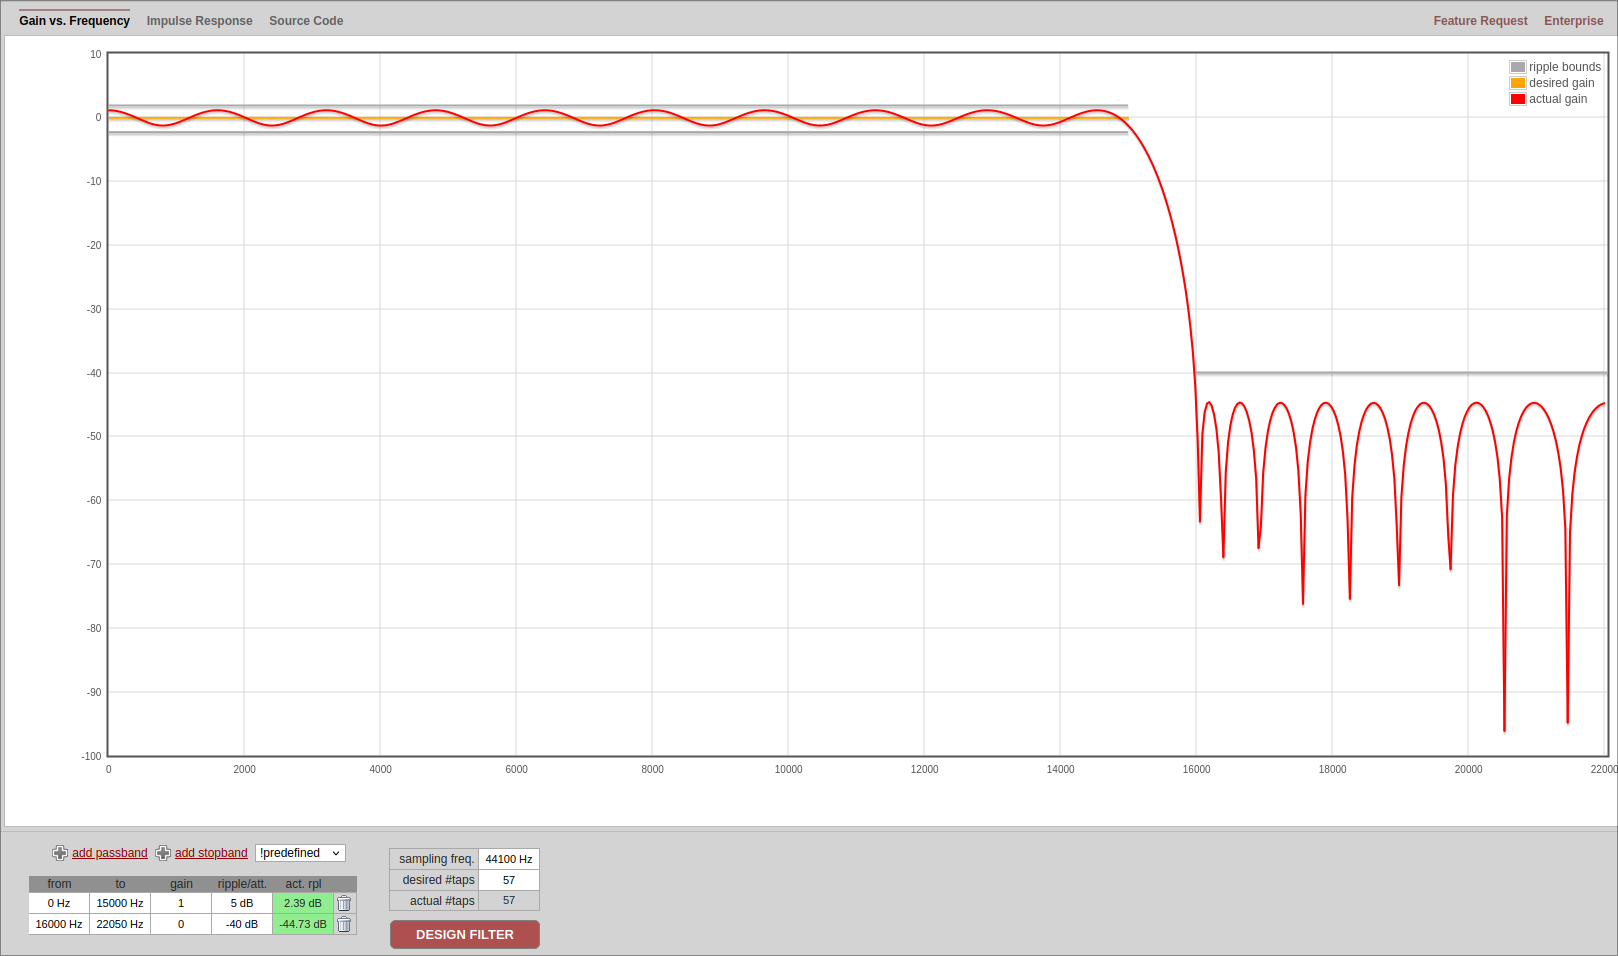 Gain vs. Frequency Impulse Response Source Code Feature Request Enterprise
ripple bounds
desired gain
actual gain
10
0
-10
-20
-30
-40
-50
-60
-70
-80
-90
-100
0 2000 4000 6000 8000 10000 12000 14000 16000 18000 20000 22000
add passband add stopband !predefined
from to gain ripple/att. act. rpl
0 Hz 15000 Hz 1 5 dB 2.39 dB
16000 Hz 22050 Hz 0 -40 dB -44.73 dB
sampling freq. 44100 Hz
desired #taps 57
actual #taps 57
DESIGN FILTER